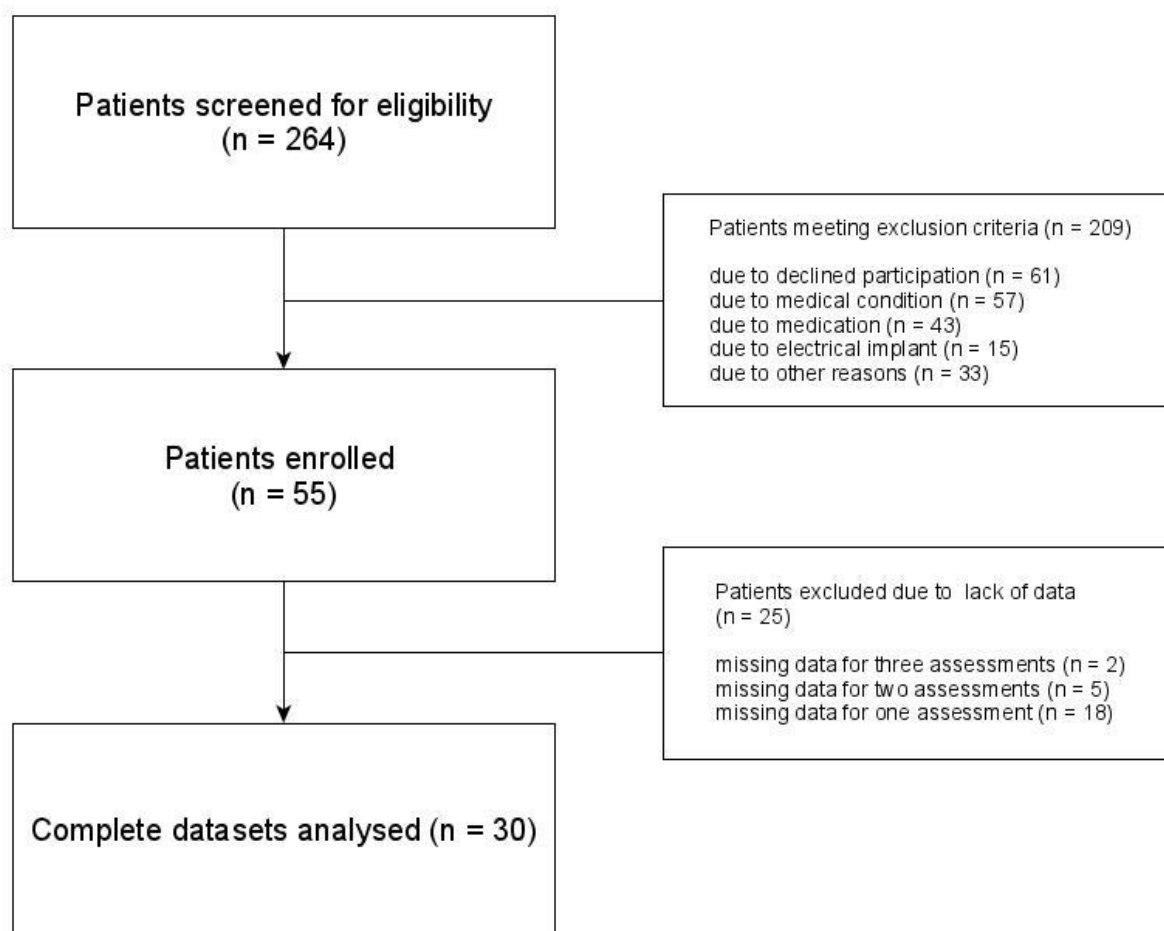 Patients screened for eligibility
(n = 264)
Patients meeting exclusion criteria (n = 209)
due to declined participation (n = 61)
due to medical condition (n = 57)
due to medication (n = 43)
due to electrical implant (n = 15)
due to other reasons (n = 33)
Patients enrolled
(n = 55)
Patients excluded due to lack of data
(n = 25)
missing data for three assessments (n = 2)
missing data for two assessments (n = 5)
missing data for one assessment (n = 18)
Complete datasets analysed (n = 30)